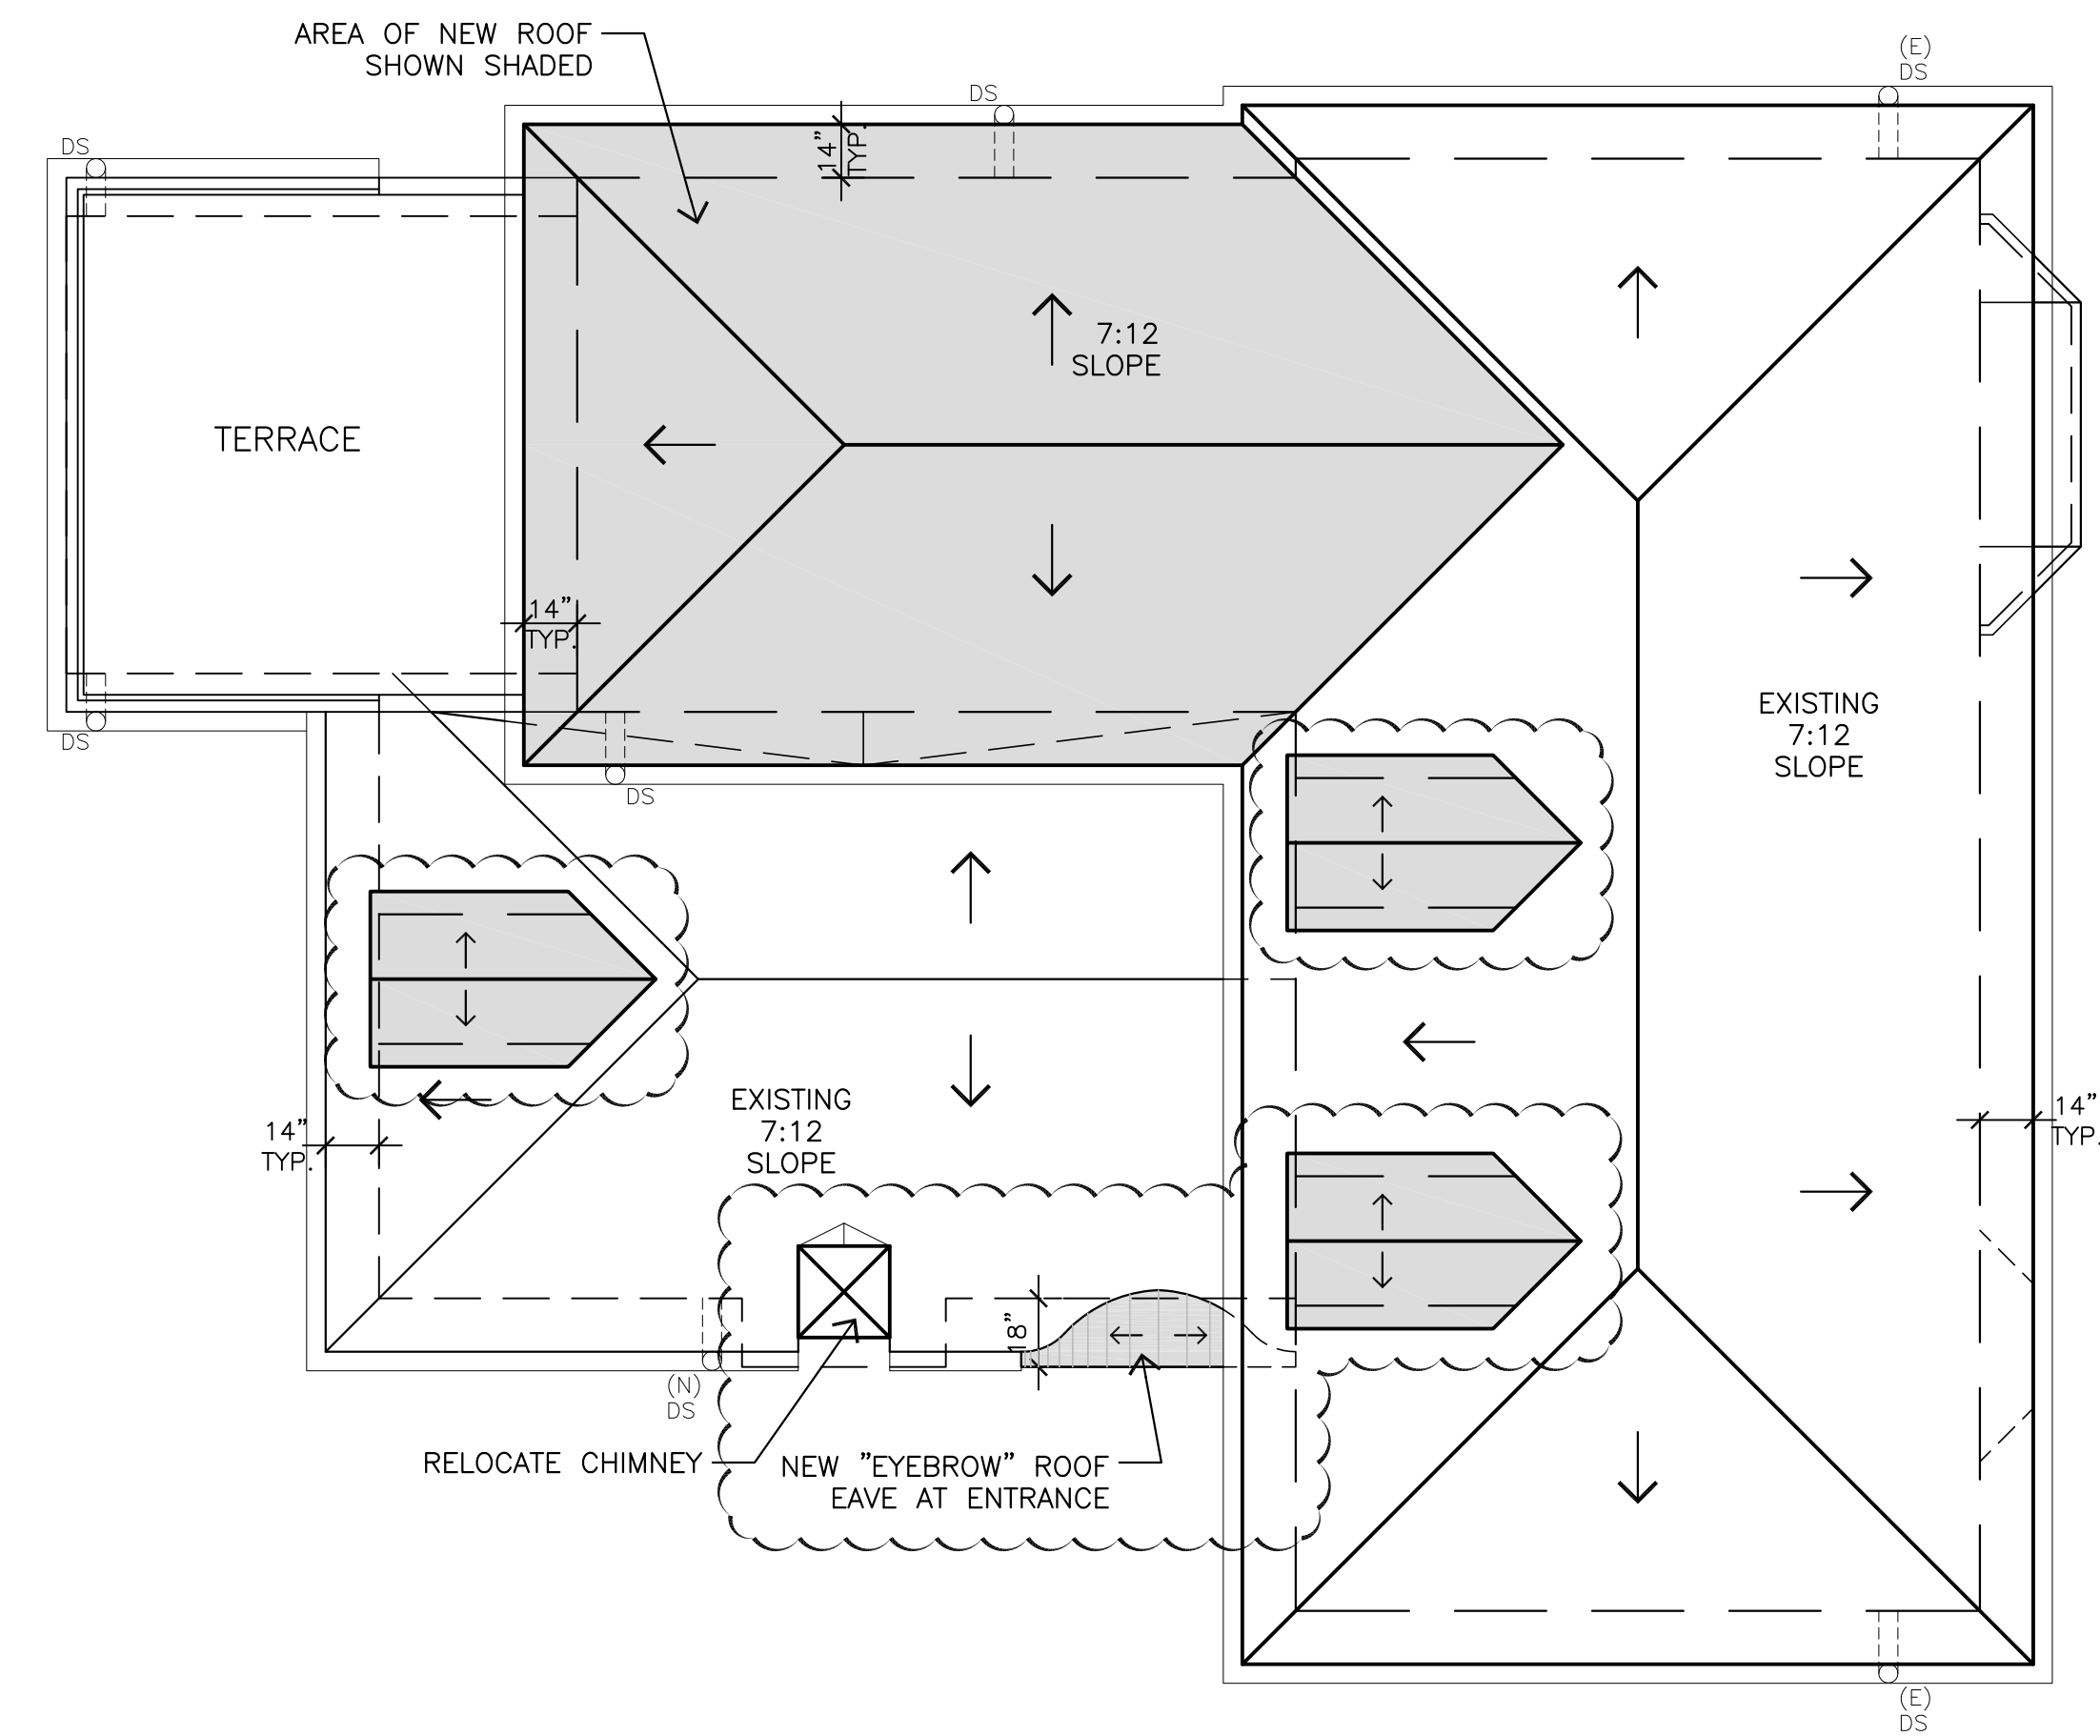 AREA OF NEW ROOF
SHOWN SHADED
(E)
DS
DS
DS
14"
TYP.
7:12
SLOPE
TERRACE
14"
TYP.
EXISTING
7:12
SLOPE
DS
DS
EXISTING
7:12
SLOPE
14"
TYP.
14"
TYP.
18"
(N)
DS
RELOCATE CHIMNEY
NEW "EYEBROW" ROOF
EAVE AT ENTRANCE
(E)
DS